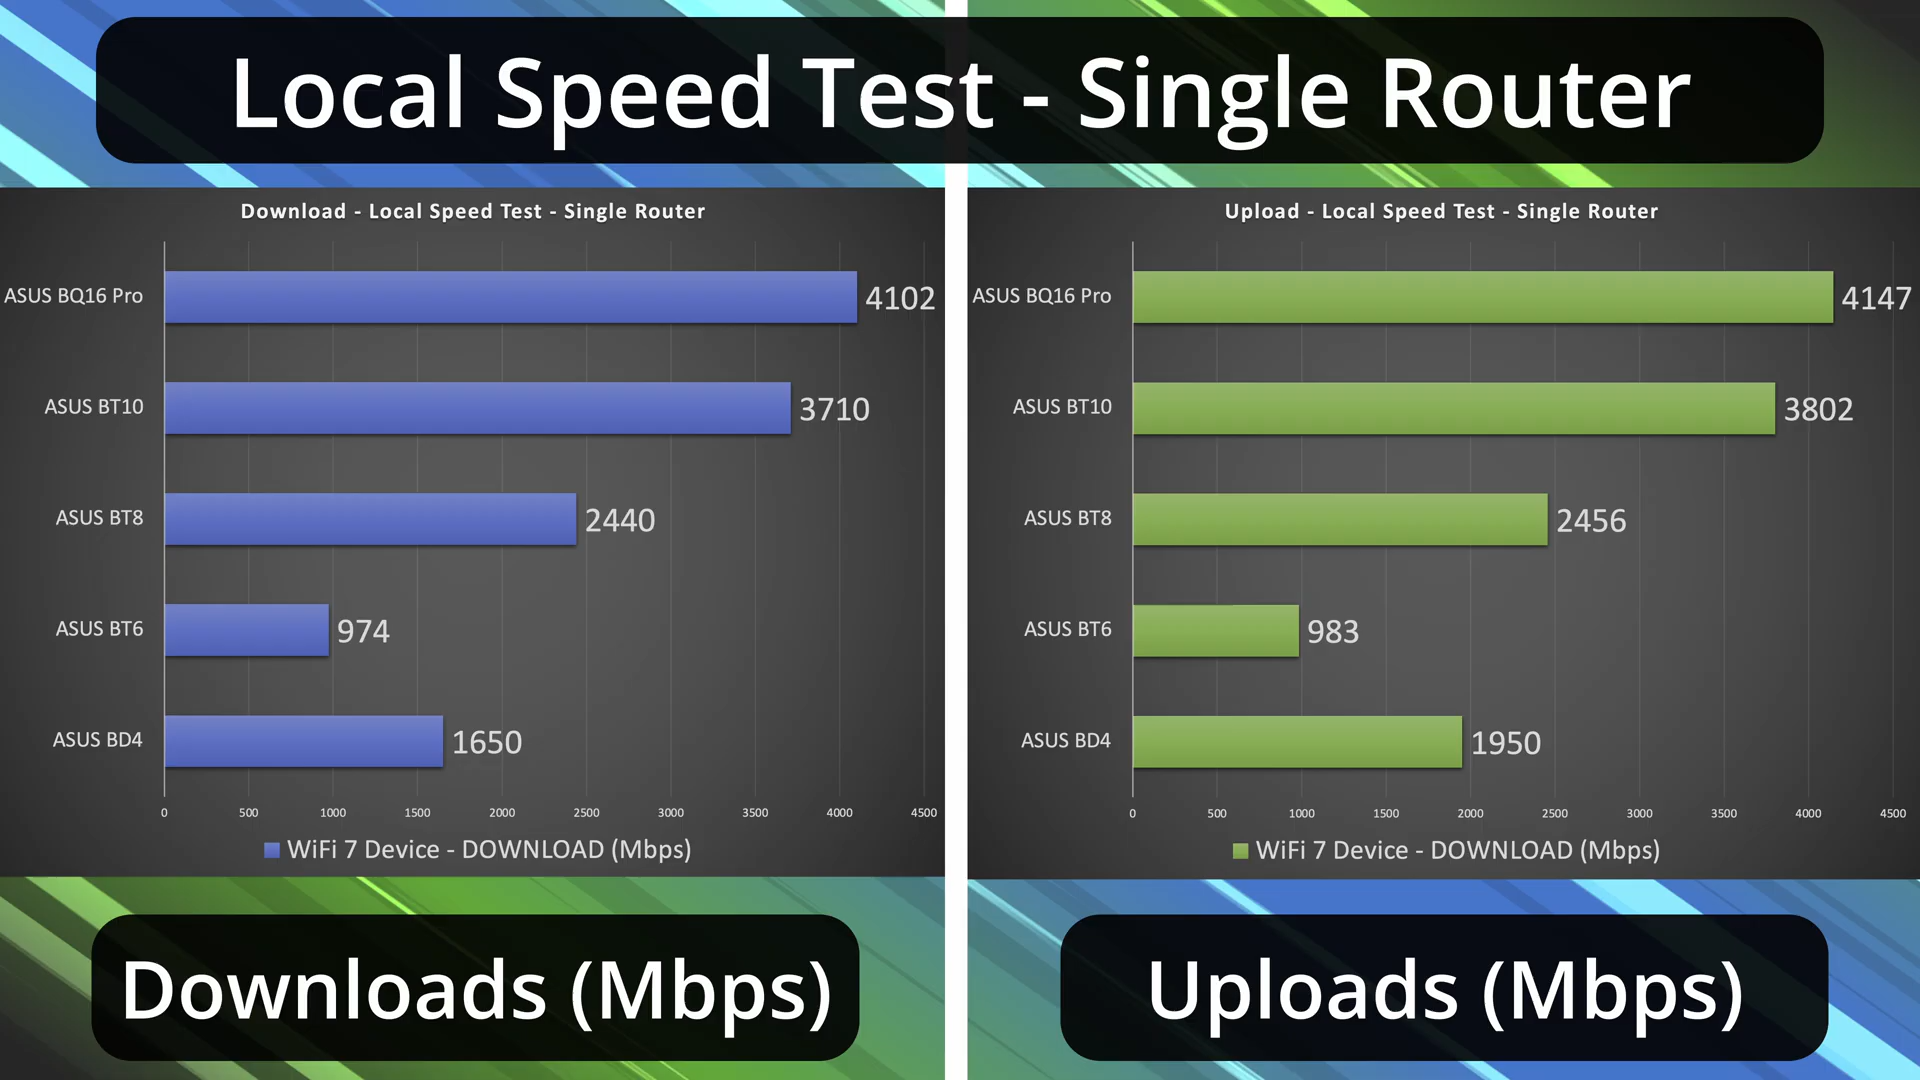 Local Speed Test - Single Router
Download - Local Speed Test - Single Router
ASUS BQ16 Pro 4102
ASUS BT10 3710
ASUS BT8 2440
ASUS BT6 974
ASUS BD4 1650
0 500 1000 1500 2000 2500 3000 3500 4000 4500
WiFi 7 Device - DOWNLOAD (Mbps)
Downloads (Mbps)
Upload - Local Speed Test - Single Router
ASUS BQ16 Pro 4147
ASUS BT10 3802
ASUS BT8 2456
ASUS BT6 983
ASUS BD4 1950
0 500 1000 1500 2000 2500 3000 3500 4000 4500
WiFi 7 Device - DOWNLOAD (Mbps)
Uploads (Mbps)